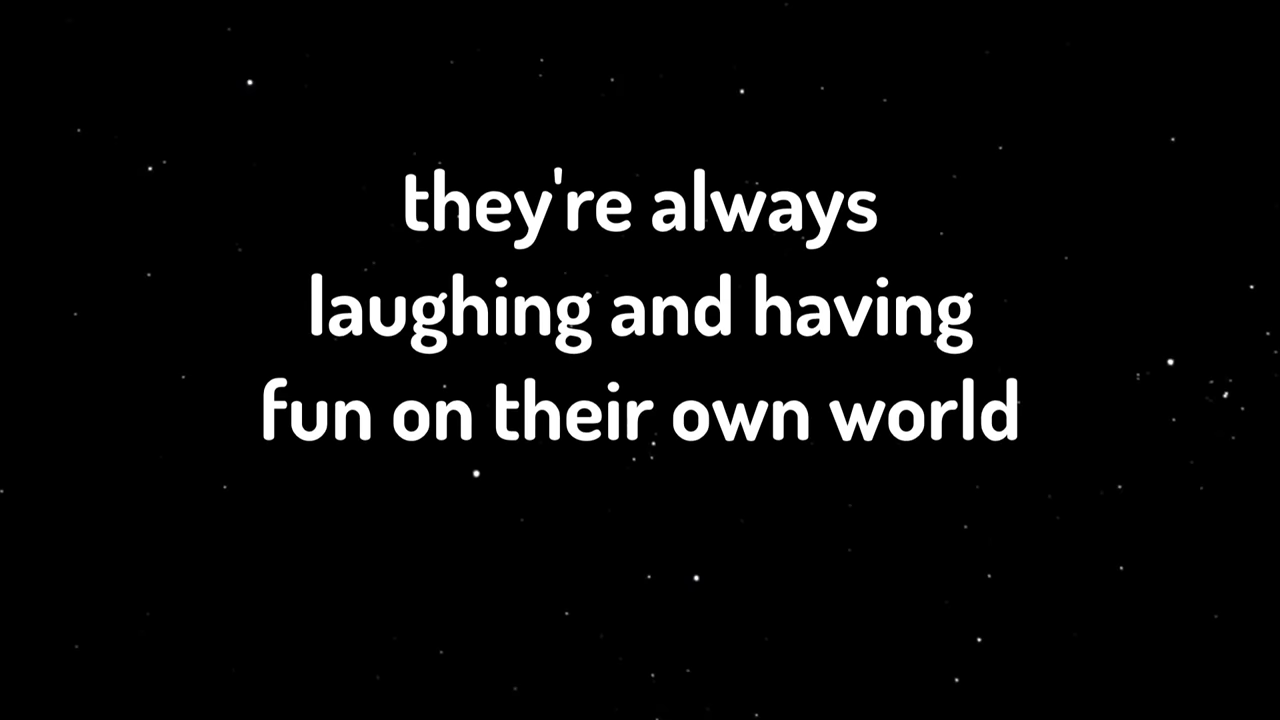 they're always
laughing and having
fun on their own world